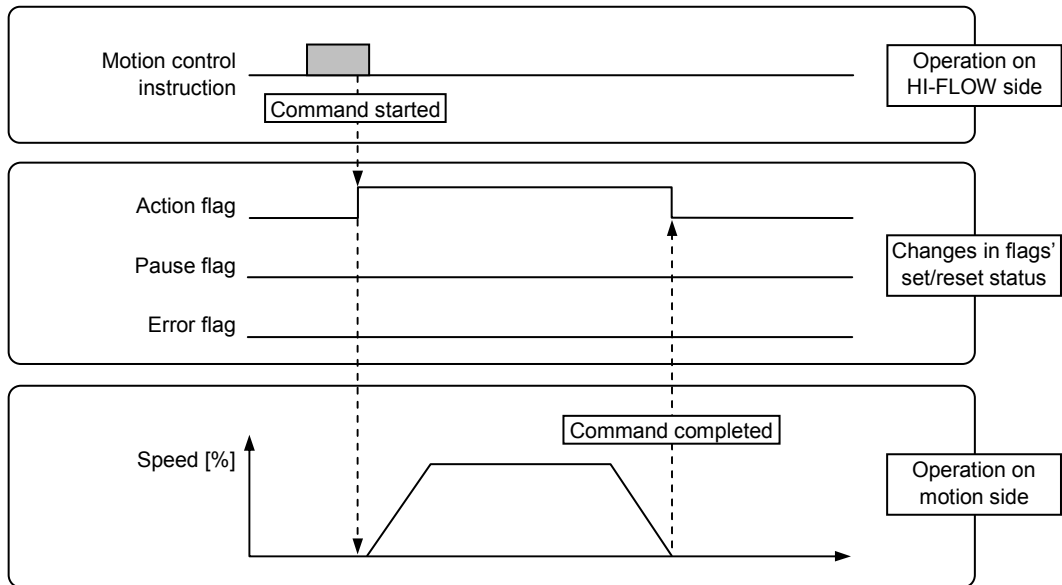 Motion control
instruction
Command started
Operation on
HI-FLOW side
Action flag
Pause flag
Error flag
Changes in flags'
set/reset status
Speed [%]
Command completed
Operation on
motion side